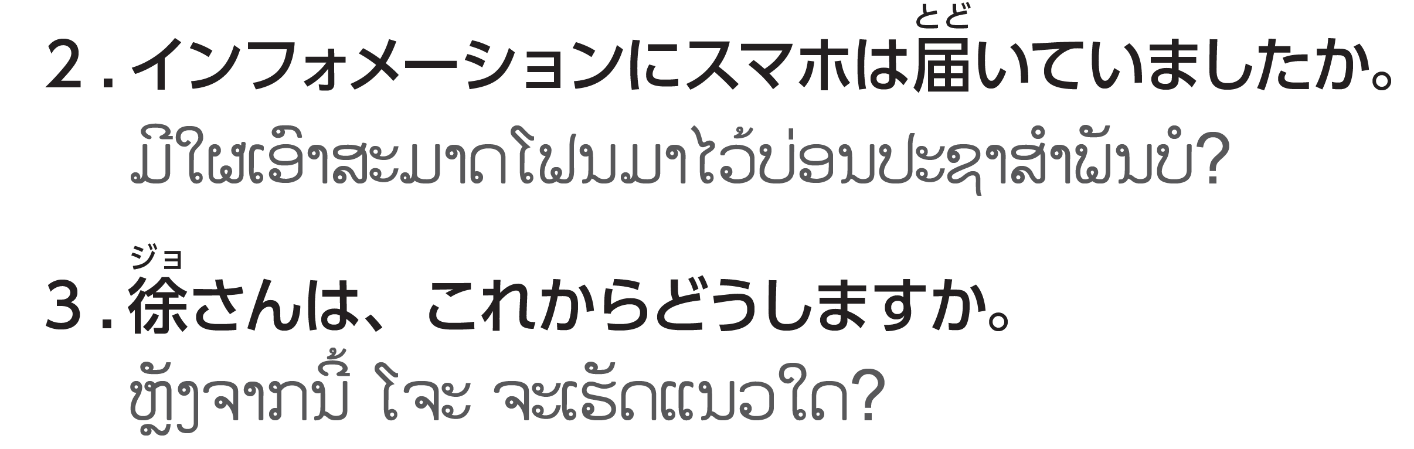 とど
2.インフォメーションにスマホは届いていましたか。
ມີໃຜເອົາສະມາດໂຟນມາໄວ້ບ່ອນປະຊາສຳພັນບໍ?
ジョ
3.徐さんは、これからどうしますか。
ຫຼັງຈາກນີ້ ໂຈະ ຈະເຮັດແນວໃດ?